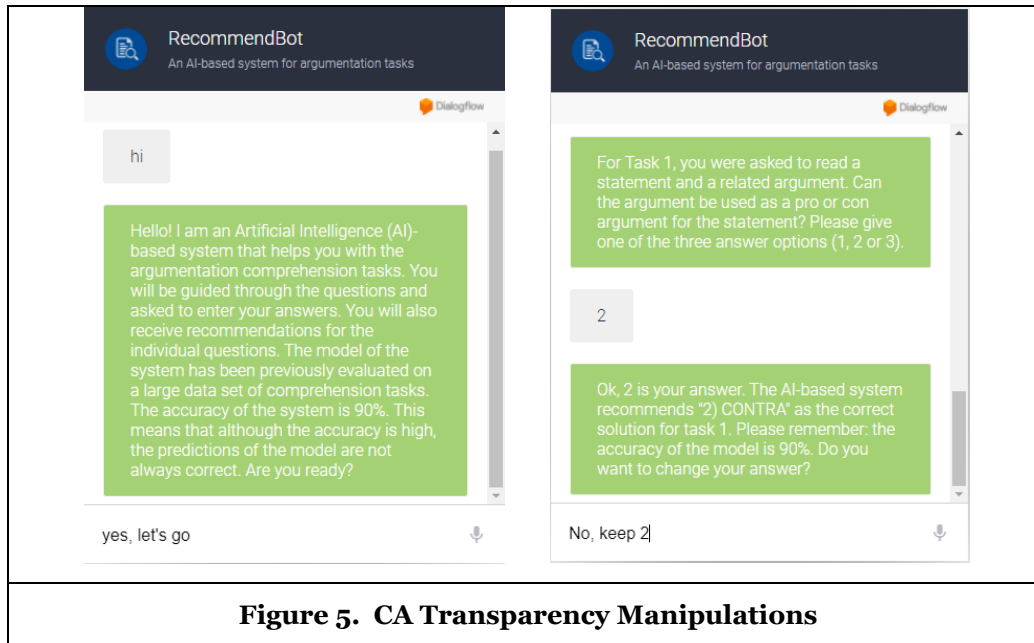 RecommendBot
An AI-based system for argumentation tasks
Dialogflow
hi
Hello! I am an Artificial Intelligence (AI)-
based system that helps you with the
argumentation comprehension tasks. You
will be guided through the questions and
asked to enter your answers. You will also
receive recommendations for the
individual questions. The model of the
system has been previously evaluated on
a large data set of comprehension tasks.
The accuracy of the system is 90%. This
means that although the accuracy is high,
the predictions of the model are not
always correct. Are you ready?
yes, let's go
RecommendBot
An AI-based system for argumentation tasks
Dialogflow
For Task 1, you were asked to read a
statement and a related argument. Can
the argument be used as a pro or con
argument for the statement? Please give
one of the three answer options (1, 2 or 3).
2
Ok, 2 is your answer. The AI-based system
recommends "2) CONTRA" as the correct
solution for task 1. Please remember: the
accuracy of the model is 90%. Do you
want to change your answer?
No, keep 2
Figure 5. CA Transparency Manipulations